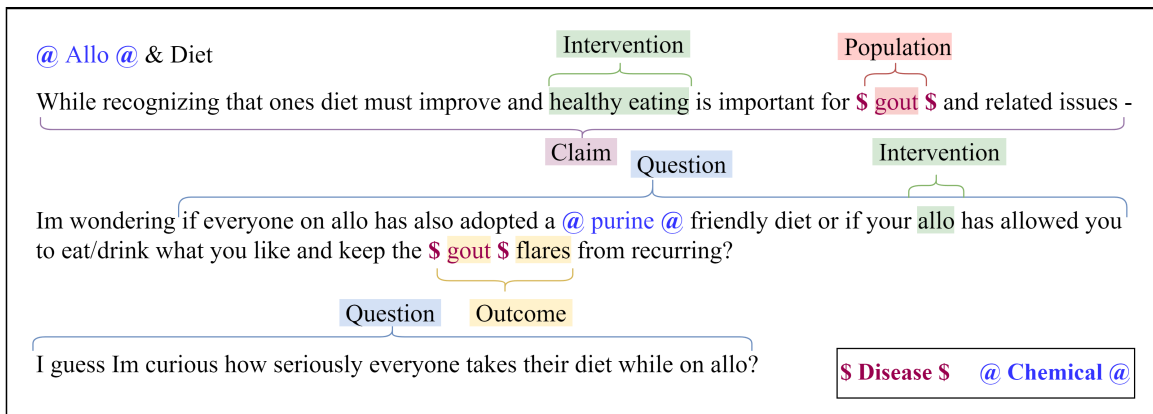 Intervention
Population
@ Allo @ & Diet
While recognizing that ones diet must improve and healthy eating is important for $ gout $ and related issues -
Claim
Question
Intervention
Im wondering if everyone on allo has also adopted a @ purine @ friendly diet or if your allo has allowed you
to eat/drink what you like and keep the $ gout $ flares from recurring?
Question
Outcome
I guess Im curious how seriously everyone takes their diet while on allo?
$ Disease $ @ Chemical @